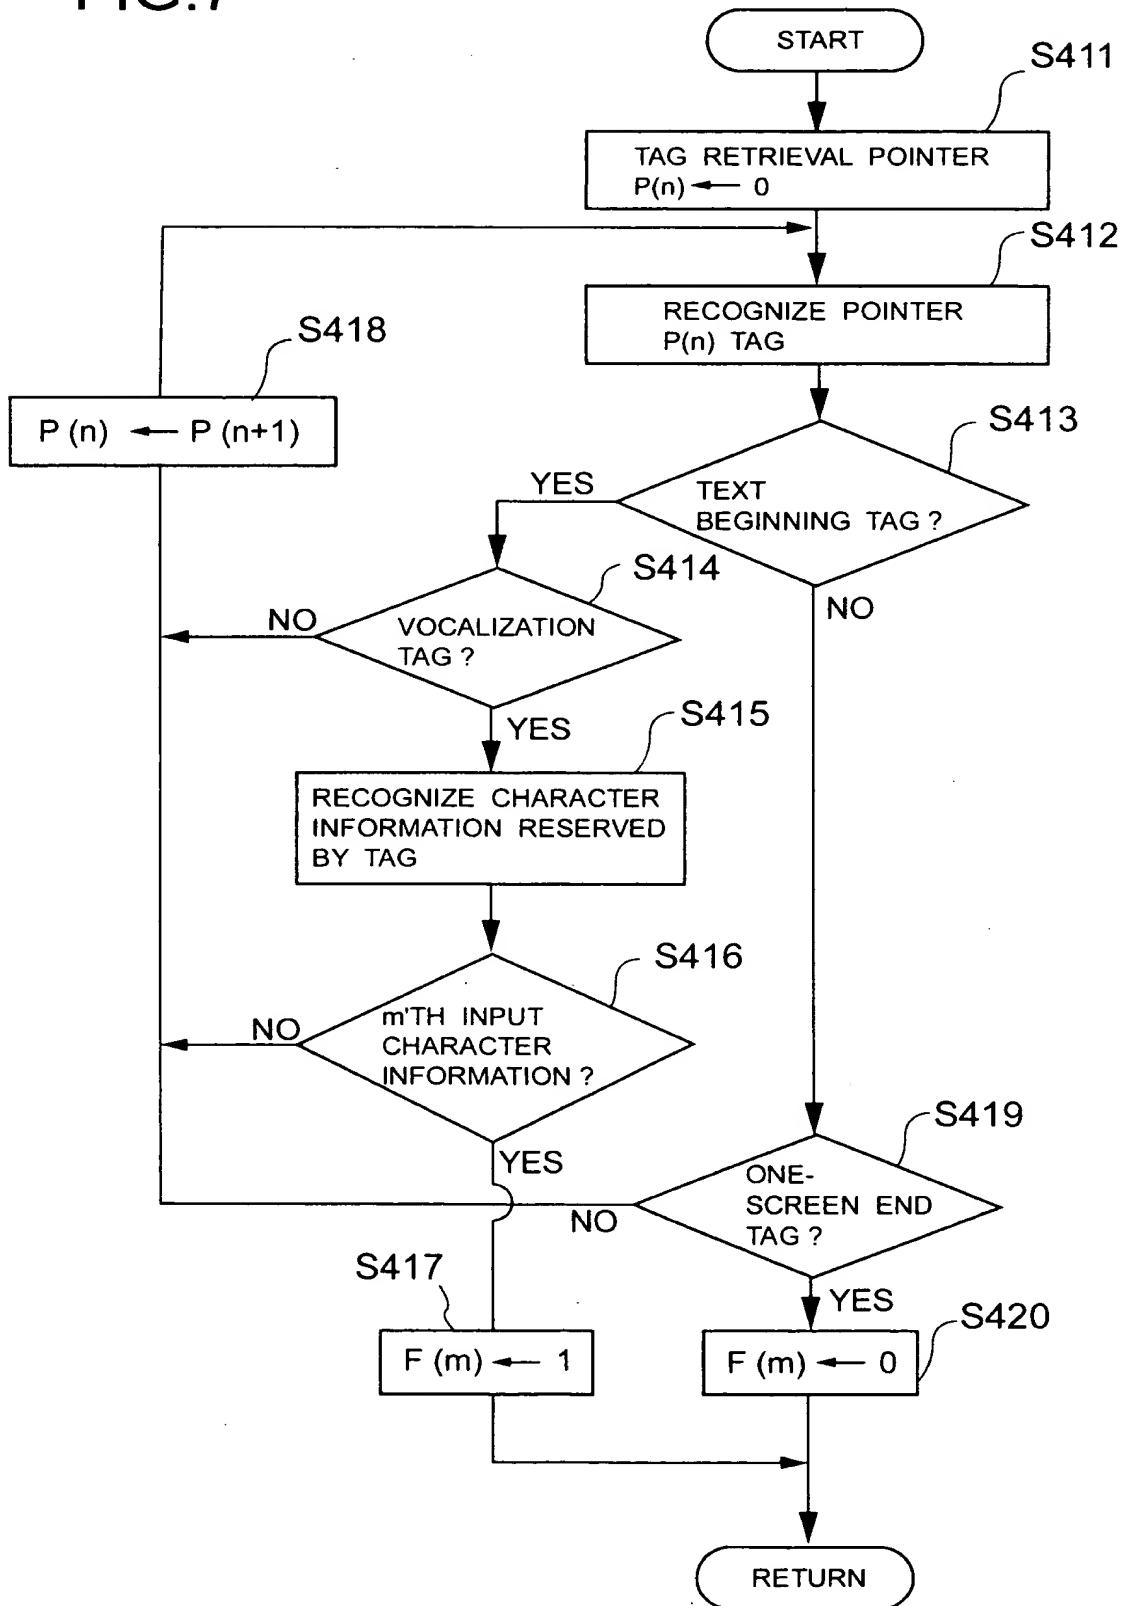 FIG.7
START
S411
TAG RETRIEVAL POINTER
P(n) ← 0
S412
RECOGNIZE POINTER
P(n) TAG
S418
P (n) ← P (n+1)
S413
YES
TEXT
BEGINNING TAG ?
S414
NO
NO
VOCALIZATION
TAG ?
YES
S415
RECOGNIZE CHARACTER
INFORMATION RESERVED
BY TAG
S416
NO
m'TH INPUT
CHARACTER
INFORMATION ?
YES
S419
ONE-
SCREEN END
TAG ?
NO
S417
YES
S420
F (m) ← 1
F (m) ← 0
RETURN